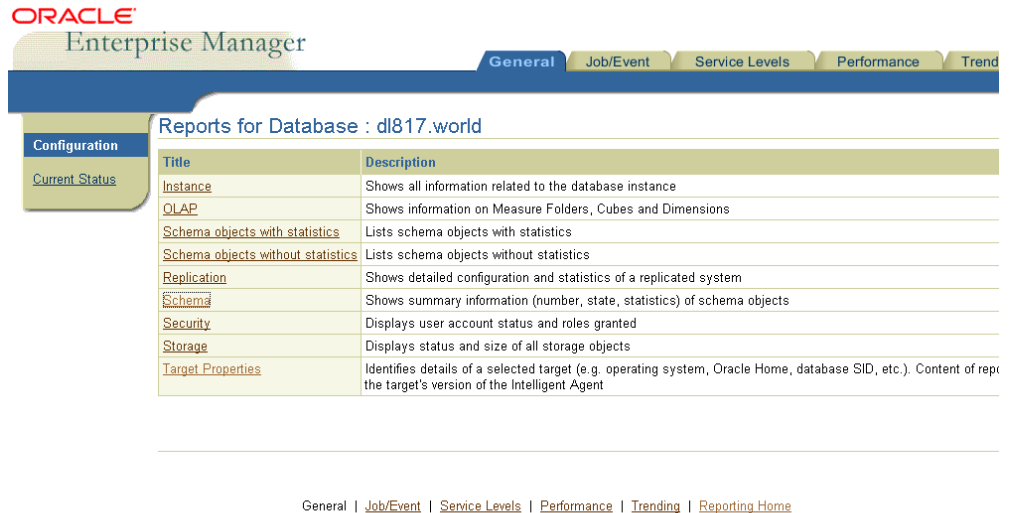 ORACLE
Enterprise Manager
General Job/Event Service Levels Performance Trend
Configuration
Current Status
Reports for Database : dl817.world
Title Description
Instance Shows all information related to the database instance
OLAP Shows information on Measure Folders, Cubes and Dimensions
Schema objects with statistics Lists schema objects with statistics
Schema objects without statistics Lists schema objects without statistics
Replication Shows detailed configuration and statistics of a replicated system
Schema Shows summary information (number, state, statistics) of schema objects
Security Displays user account status and roles granted
Storage Displays status and size of all storage objects
Target Properties Identifies details of a selected target (e.g. operating system, Oracle Home, database SID, etc.). Content of repo
the target's version of the Intelligent Agent
General | Job/Event | Service Levels | Performance | Trending | Reporting Home